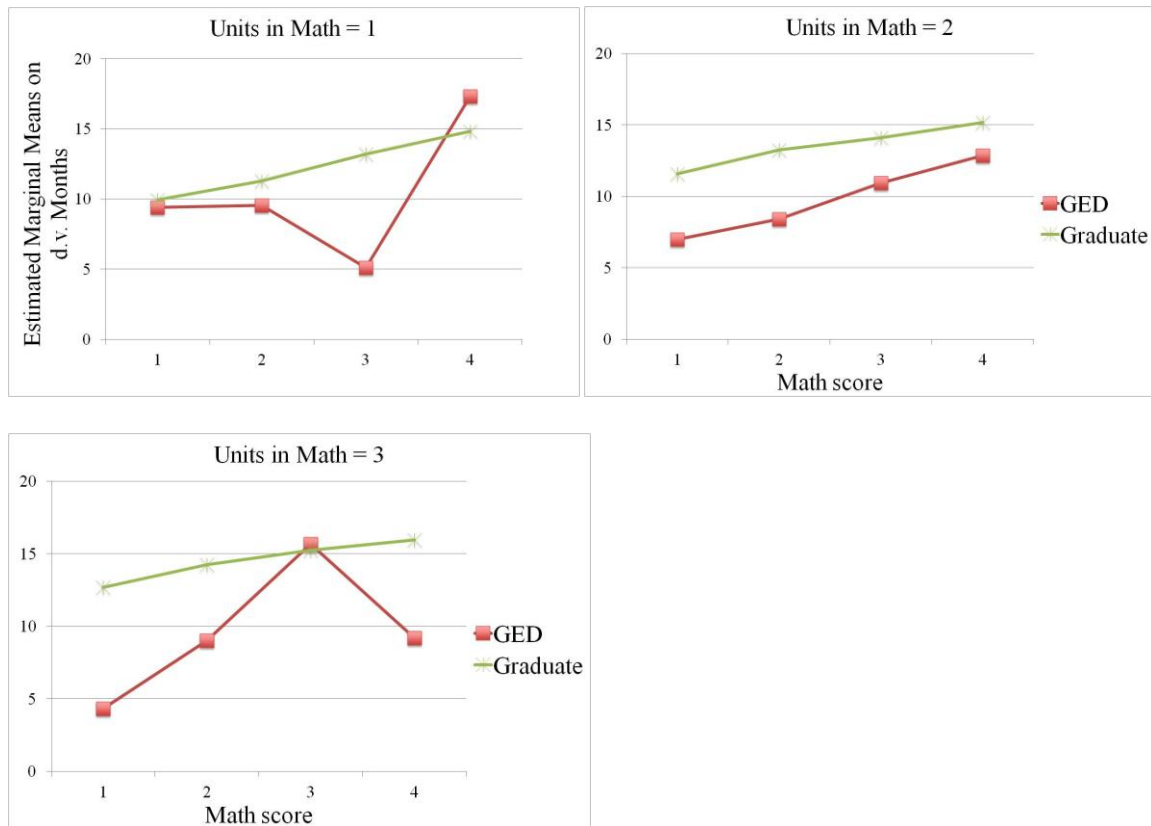 Units in Math = 1
Estimated Marginal Means on
d. v. Months
20
15
10
5
0
1 2 3 4
Units in Math = 2
20
15
10
5
0
1 2 3 4
Math score
GED
Graduate
Units in Math = 3
20
15
10
5
0
1 2 3 4
Math score
GED
Graduate